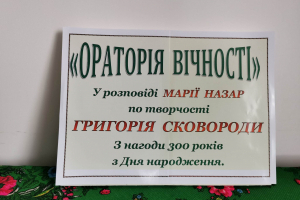 «ОРАТОРІЯ ВІЧНОСТІ»
У розповіді МАРІЇ НАЗАР
по творчості
ГРИГОРІЯ СКОВОРОДИ
З нагоди 300 років
з Дня народження.